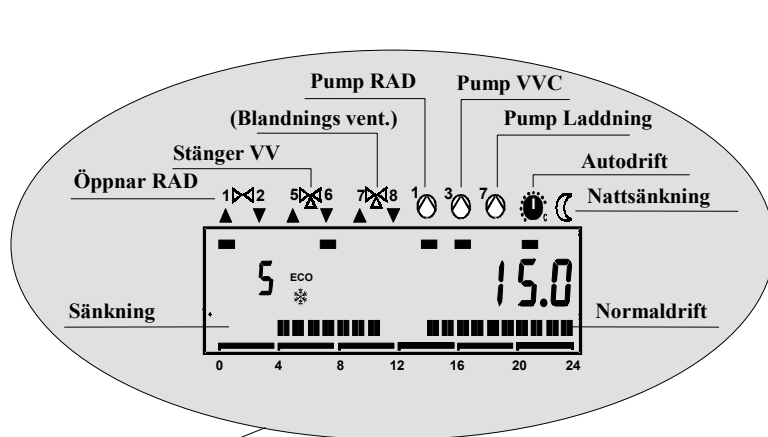 Pump RAD
Pump VVC
(Blandnings vent.)
Pump Laddning
Stänger VV
Autodrift
Öppnar RAD
Nattsänkning
1 2 5 6 7 8 1 3 7 c
5 ECO 15.0
Sänkning
Normaldrift
0 4 8 12 16 20 24